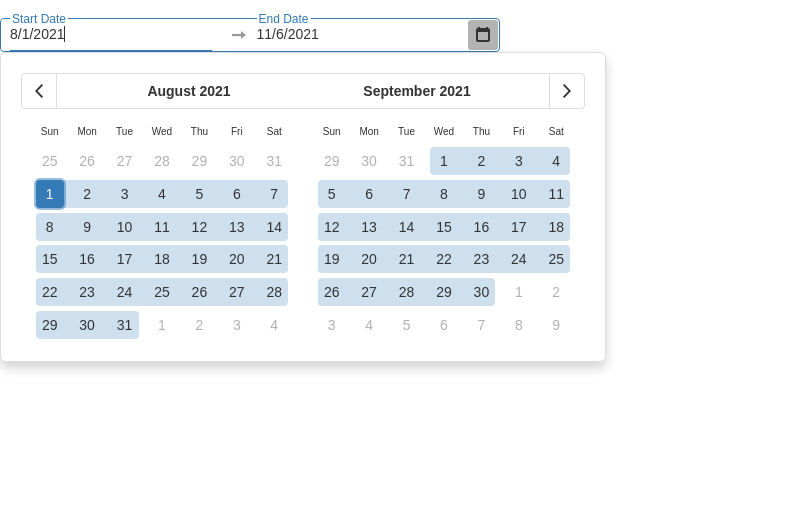 Start Date End Date
8/1/2021 11/6/2021
August 2021 September 2021
Sun Mon Tue Wed Thu Fri Sat Sun Mon Tue Wed Thu Fri Sat
25 26 27 28 29 30 31 29 30 31 1 2 3 4
1 2 3 4 5 6 7 5 6 7 8 9 10 11
8 9 10 11 12 13 14 12 13 14 15 16 17 18
15 16 17 18 19 20 21 19 20 21 22 23 24 25
22 23 24 25 26 27 28 26 27 28 29 30 1 2
29 30 31 1 2 3 4 3 4 5 6 7 8 9